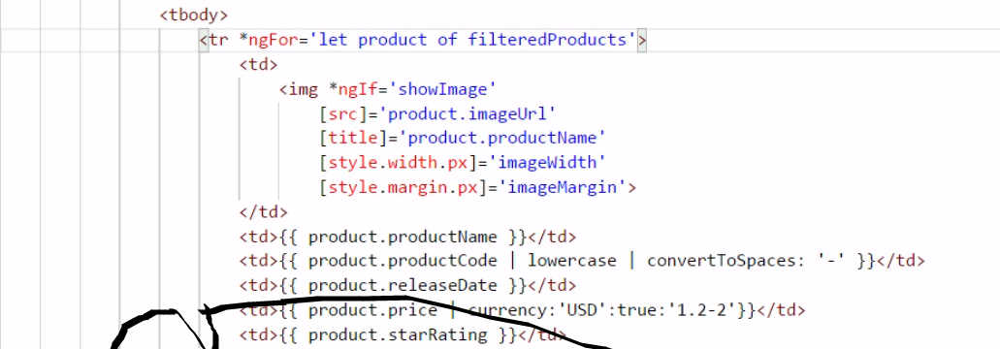 <tbody>
<tr *ngFor='let product of filteredProducts'>
<td>
<img *ngIf='showImage'
[src]='product.imageUrl'
[title]='product.productName'
[style.width.px]='imageWidth'
[style.margin.px]='imageMargin'>
</td>
<td>{{ product.productName }}</td>
<td>{{ product.productCode | lowercase | convertToSpaces: '-' }}</td>
<td>{{ product.releaseDate }}</td>
<td>{{ product.price | currency:'USD':true:'1.2-2'}}</td>
<td>{{ product.starRating }}</td>